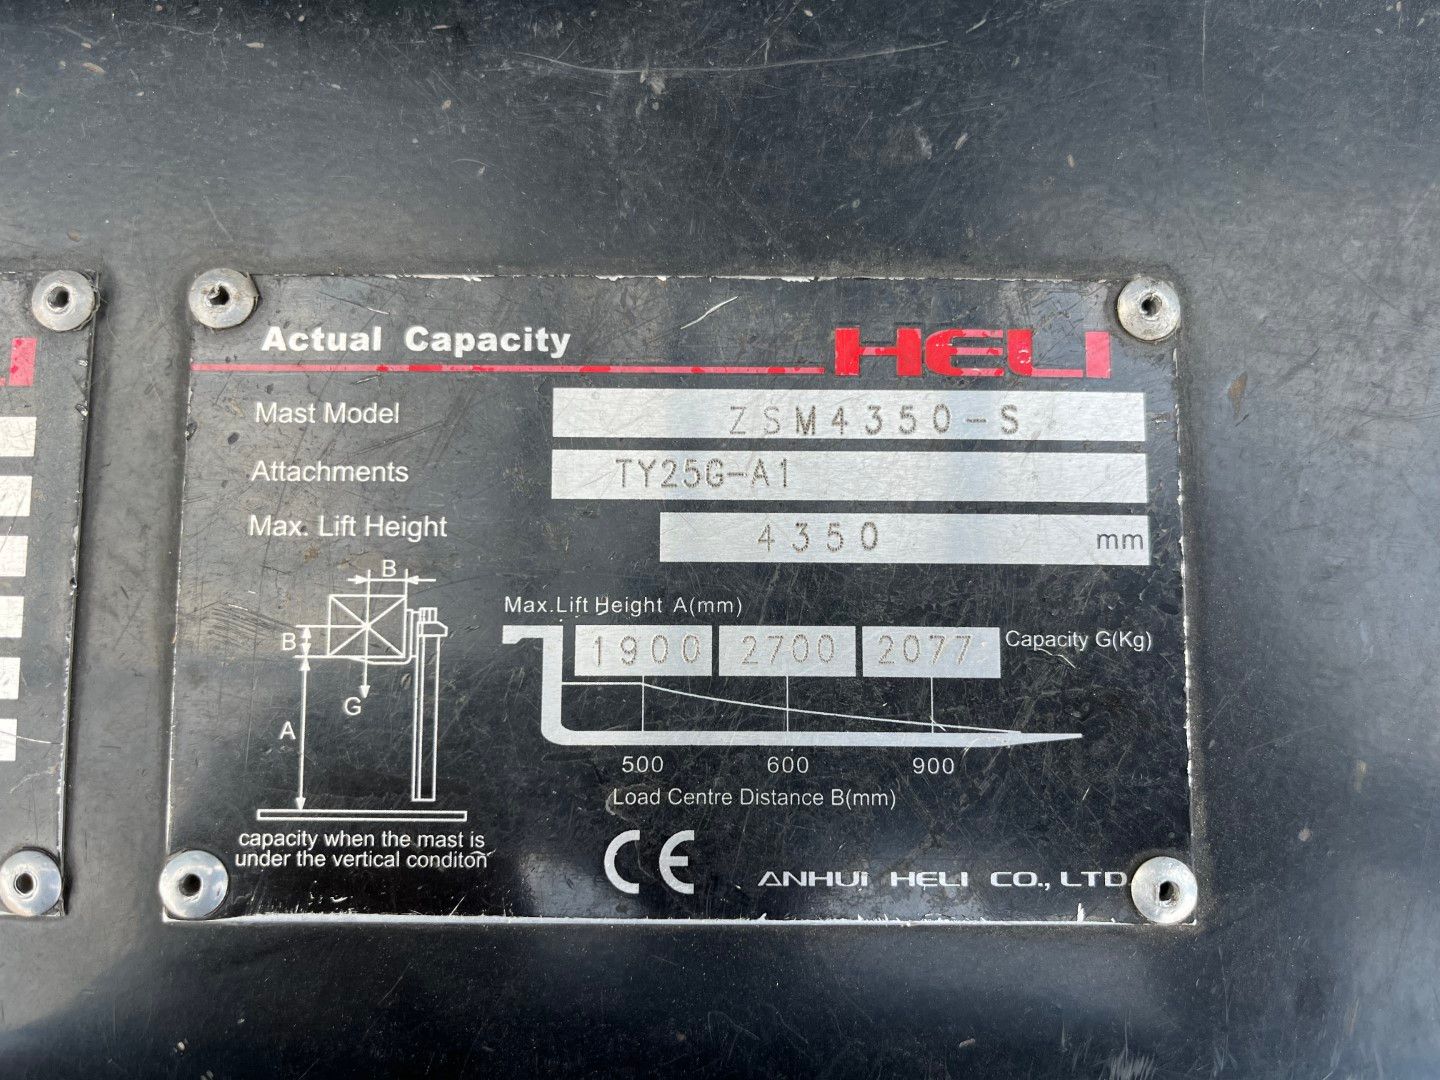 Actual Capacity HELI
Mast Model ZSM4350-S
Attachments TY25G-A1
Max. Lift Height 4350 mm
B
B
G
A
capacity when the mast is
under the vertical conditon
Max.Lift Height A(mm)
1900 2700 2077 Capacity G(Kg)
500 600 900
Load Centre Distance B(mm)
CE
ANHUI HELI CO., LTD.
LI